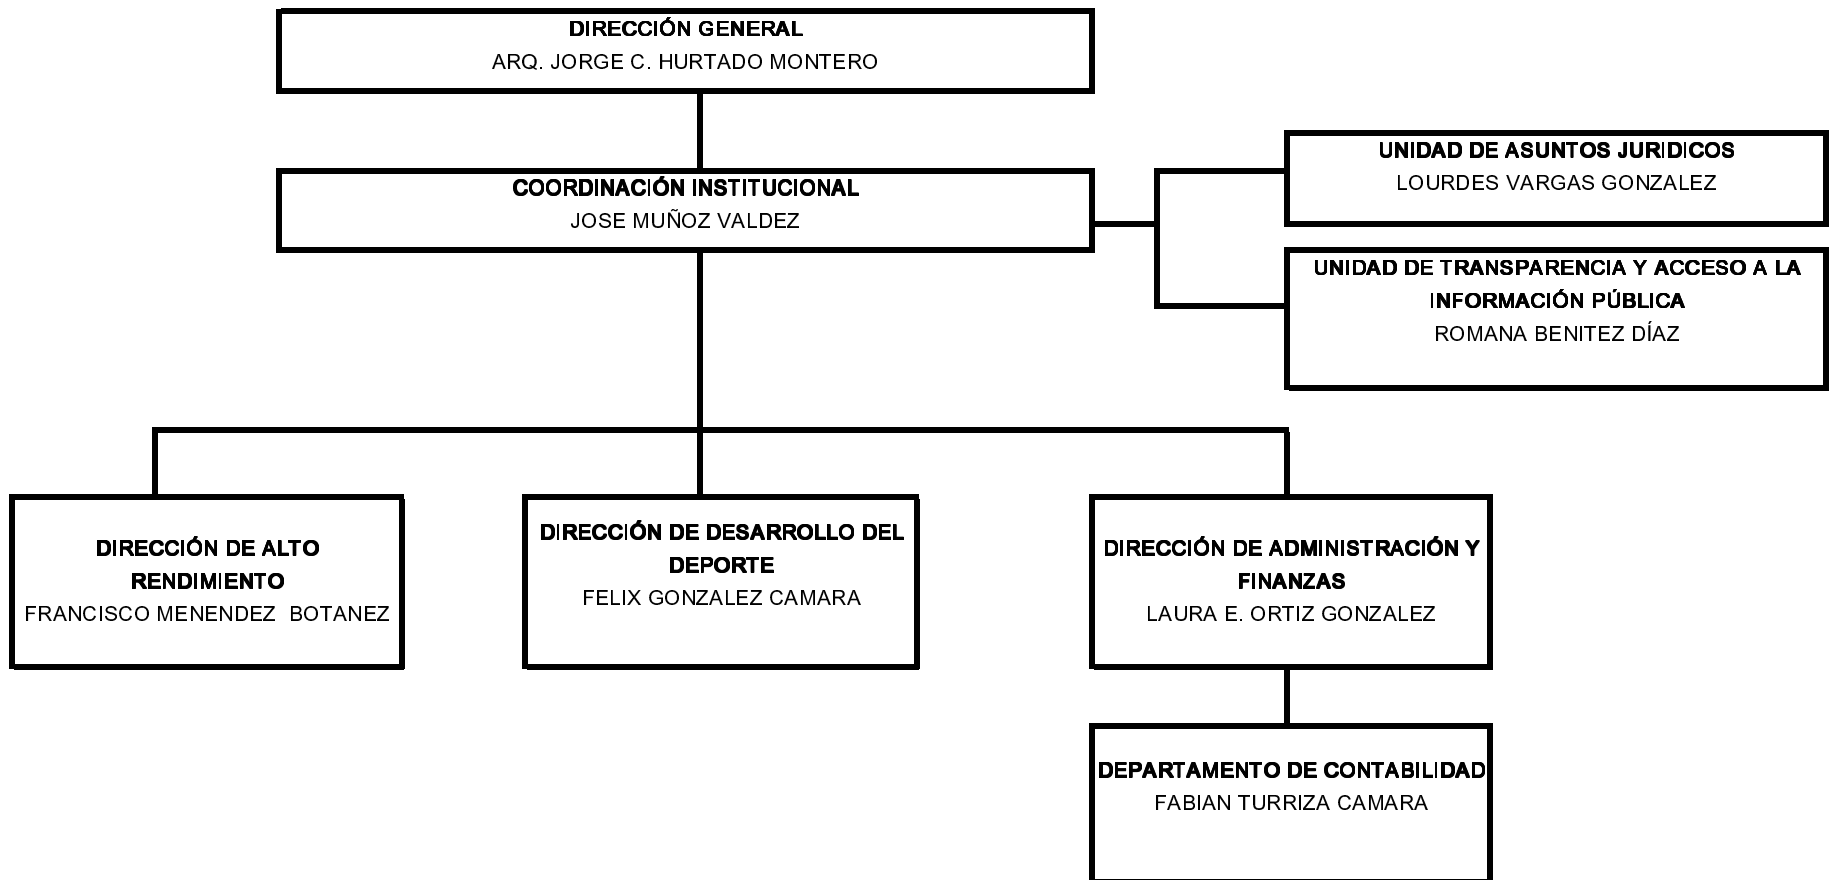 DIRECCIÓN GENERAL
ARQ. JORGE C. HURTADO MONTERO
COORDINACIÓN INSTITUCIONAL
JOSE MUÑOZ VALDEZ
UNIDAD DE ASUNTOS JURIDICOS
LOURDES VARGAS GONZALEZ
UNIDAD DE TRANSPARENCIA Y ACCESO A LA
INFORMACIÓN PÚBLICA
ROMANA BENITEZ DÍAZ
DIRECCIÓN DE ALTO
RENDIMIENTO
FRANCISCO MENENDEZ  BOTANEZ
DIRECCIÓN DE DESARROLLO DEL
DEPORTE
FELIX GONZALEZ CAMARA
DIRECCIÓN DE ADMINISTRACIÓN Y
FINANZAS
LAURA E. ORTIZ GONZALEZ
DEPARTAMENTO DE CONTABILIDAD
FABIAN TURRIZA CAMARA